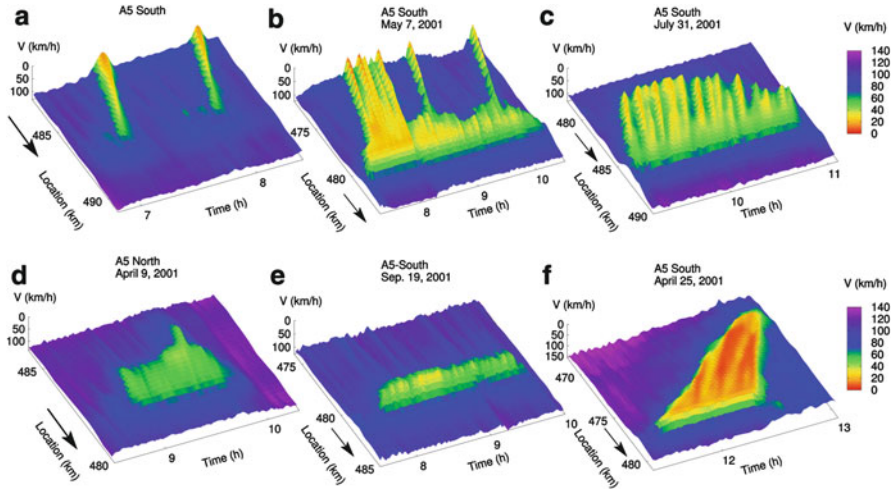 a
A5 South
V (km/h)
0
50
100
485
490
Location (km)
7
8
Time (h)
b
A5 South
May 7, 2001
V (km/h)
0
50
100
475
480
Location (km)
8
9
10
Time (h)
c
A5 South
July 31, 2001
V (km/h)
0
50
100
480
485
490
Location (km)
10
11
Time (h)
V (km/h)
140
120
100
80
60
40
20
0
d
A5 North
April 9, 2001
V (km/h)
0
50
100
485
480
Location (km)
9
10
Time (h)
e
A5-South
Sep. 19, 2001
V (km/h)
0
50
100
475
480
485
Location (km)
8
9
10
Time (h)
f
A5 South
April 25, 2001
V (km/h)
0
50
100
150
470
475
480
Location (km)
12
13
Time (h)
V (km/h)
140
120
100
80
60
40
20
0